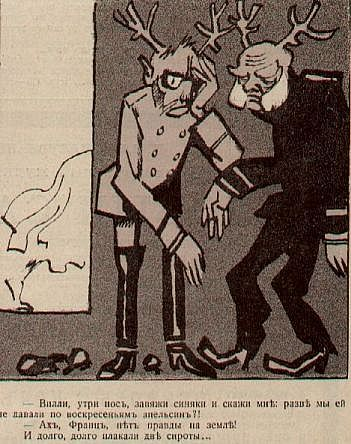 — Вилли, утри носъ, завяжи синяки и скажи мнѣ: развѣ мы ей
не давали по воскресеньямъ апельсинъ?!
— Ахъ, Францъ, нѣтъ правды на землѣ!
И долго, долго плакали двѣ сироты...